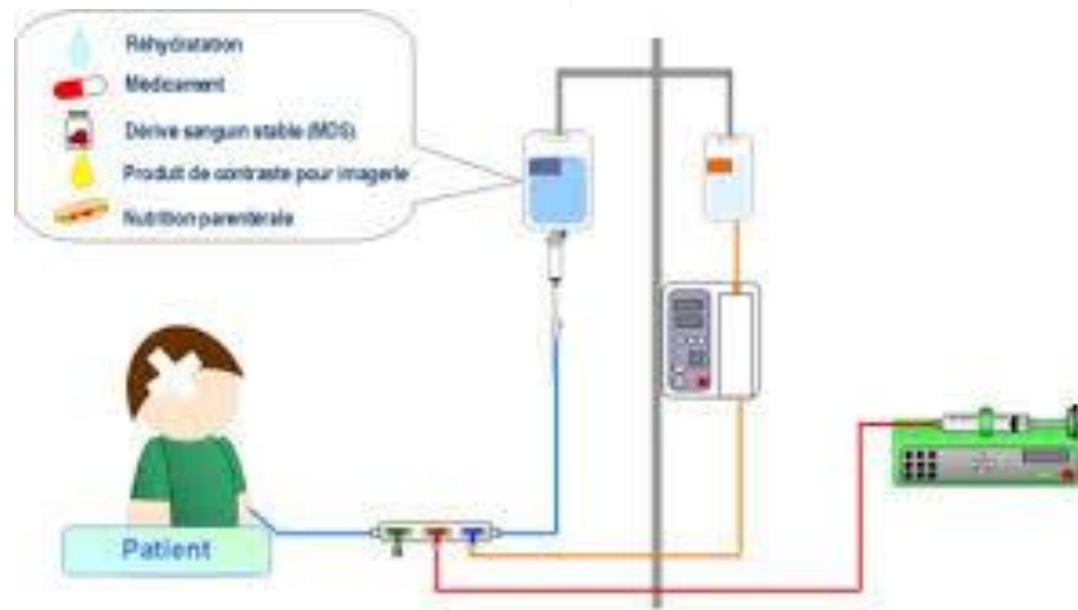 Réhydratation
Médicament
Dérivé sanguin stable (MDS)
Produit de contraste pour imagerie
Nutrition parentérale
Patient